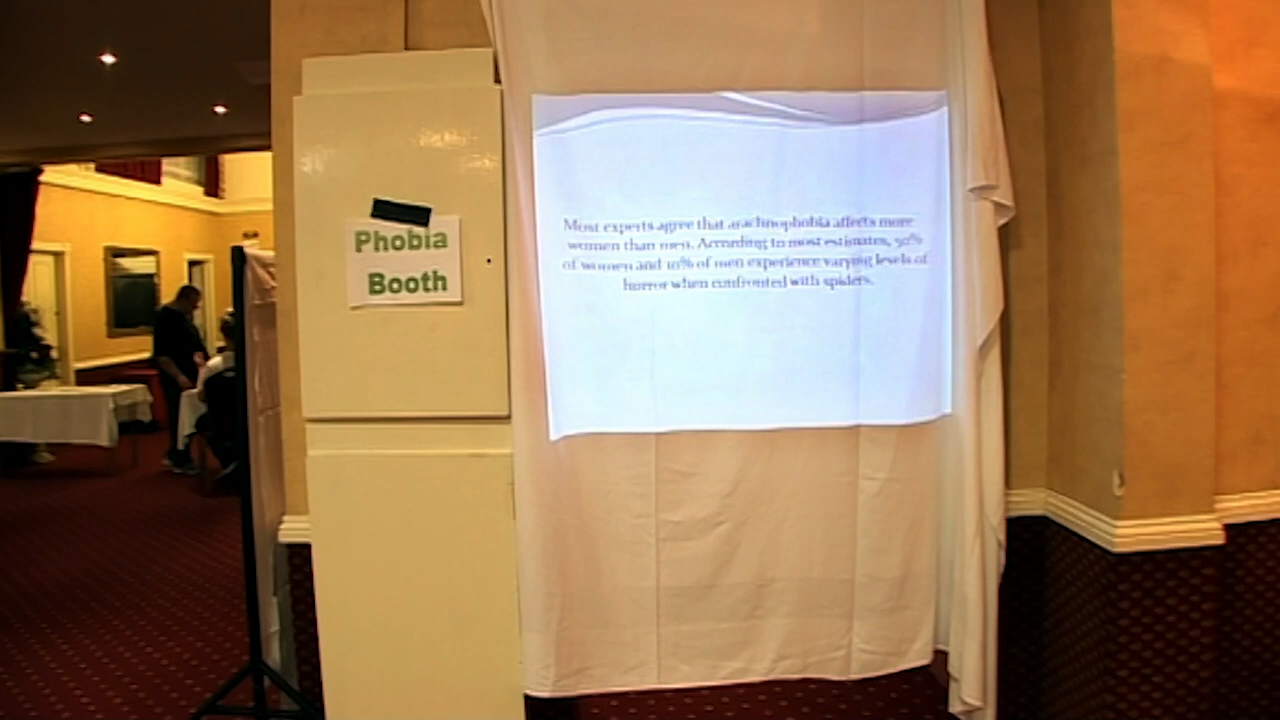 Phobia
Booth
Most experts agree that arachnophobia affects more
women than men. According to most estimates, 50%
of women and 10% of men experience varying levels of
horror when confronted with spiders.